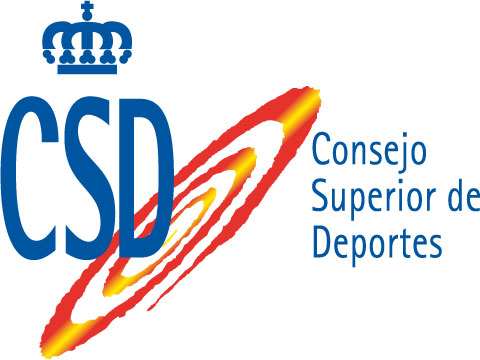 CSD
Consejo
Superior de
Deportes